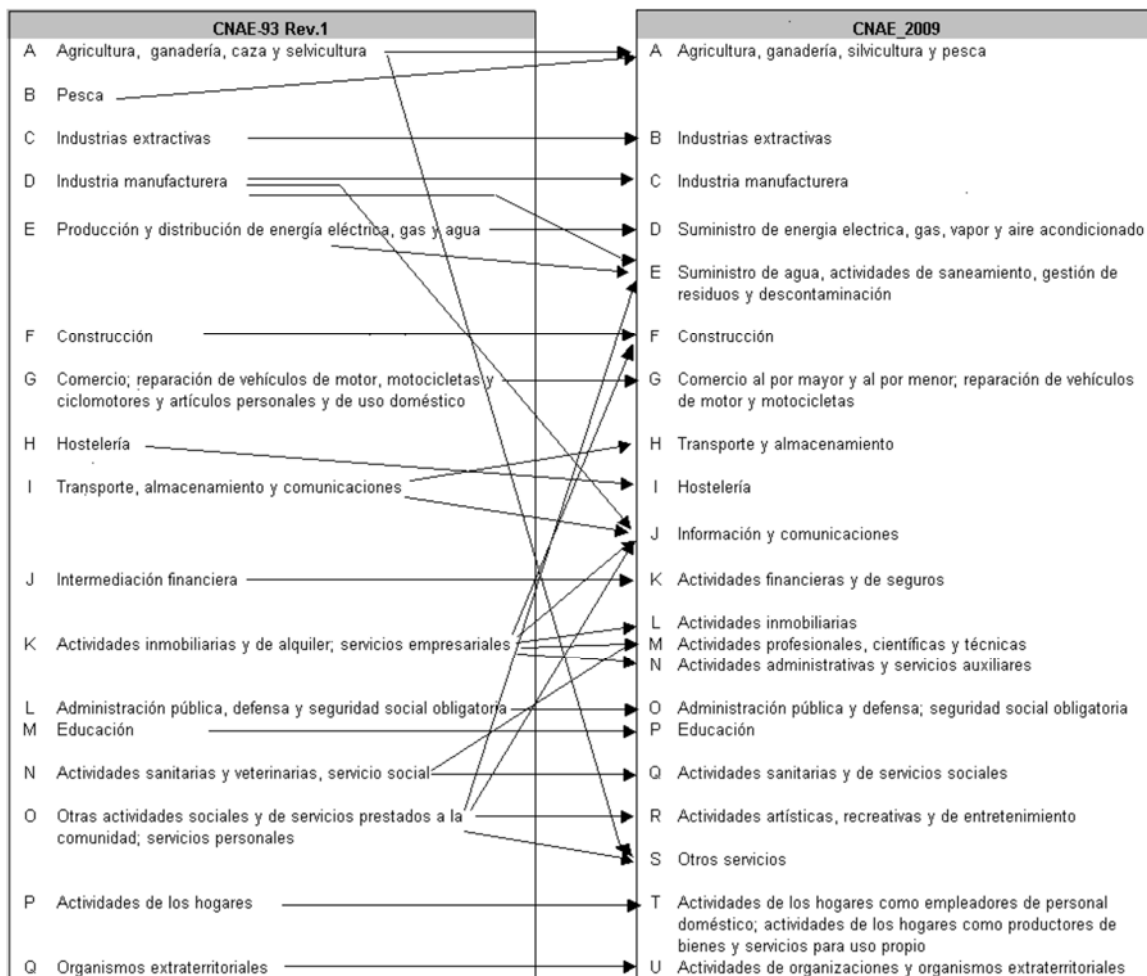 CNAE-93 Rev.1
A Agricultura, ganadería, caza y selvicultura
B Pesca
C Industrias extractivas
D Industria manufacturera
E Producción y distribución de energía eléctrica, gas y agua
F Construcción
G Comercio; reparación de vehículos de motor, motocicletas y
ciclomotores y artículos personales y de uso doméstico
H Hostelería
I Transporte, almacenamiento y comunicaciones
J Intermediación financiera
K Actividades inmobiliarias y de alquiler; servicios empresariales
L Administración pública, defensa y seguridad social obligatoria
M Educación
N Actividades sanitarias y veterinarias, servicio social
O Otras actividades sociales y de servicios prestados a la
comunidad; servicios personales
P Actividades de los hogares
Q Organismos extraterritoriales
CNAE_2009
A Agricultura, ganadería, silvicultura y pesca
B Industrias extractivas
C Industria manufacturera
D Suministro de energia electrica, gas, vapor y aire acondicionado
E Suministro de agua, actividades de saneamiento, gestión de
residuos y descontaminación
F Construcción
G Comercio al por mayor y al por menor; reparación de vehículos
de motor y motocicletas
H Transporte y almacenamiento
I Hostelería
J Información y comunicaciones
K Actividades financieras y de seguros
L Actividades inmobiliarias
M Actividades profesionales, científicas y técnicas
N Actividades administrativas y servicios auxiliares
O Administración pública y defensa; seguridad social obligatoria
P Educación
Q Actividades sanitarias y de servicios sociales
R Actividades artísticas, recreativas y de entretenimiento
S Otros servicios
T Actividades de los hogares como empleadores de personal
doméstico; actividades de los hogares como productores de
bienes y servicios para uso propio
U Actividades de organizaciones y organismos extraterritoriales